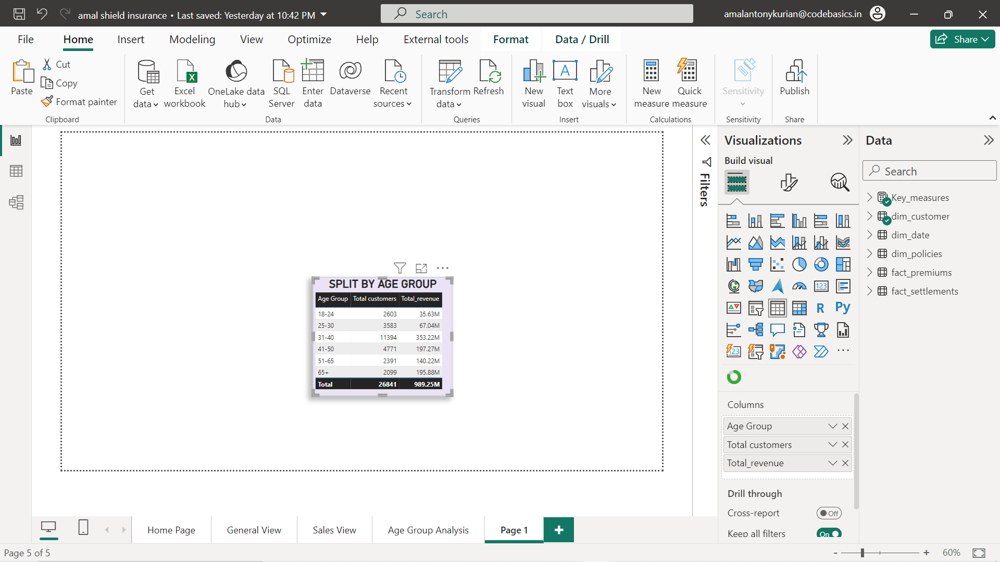 amal shield insurance • Last saved: Yesterday at 10:42 PM
Search
amalantonykurian@codebasics.in
File
Home
Insert
Modeling
View
Optimize
Help
External tools
Format
Data / Drill
Share
Paste
Cut
Copy
Format painter
Clipboard
Get
data
Excel
workbook
OneLake data
hub
SQL
Server
Enter
data
Dataverse
Recent
sources
Data
Transform
data
Refresh
Queries
New
visual
Text
box
More
visuals
Insert
New
measure
Quick
measure
Calculations
Sensitivity
Sensitivity
Publish
Share
SPLIT BY AGE GROUP
Age Group Total customers Total_revenue
18-24 2603 35.63M
25-30 3583 67.04M
31-40 11394 353.22M
41-50 4771 197.27M
51-65 2391 140.22M
65+ 2099 195.88M
Total 26841 989.25M
Filters
Visualizations
Build visual
123
R
Py
123
Columns
Age Group
Total customers
Total_revenue
Drill through
Cross-report Off
Keep all filters On
Data
Search
Key_measures
dim_customer
dim_date
dim_policies
fact_premiums
fact_settlements
Home Page
General View
Sales View
Age Group Analysis
Page 1
Page 5 of 5
- + 60%